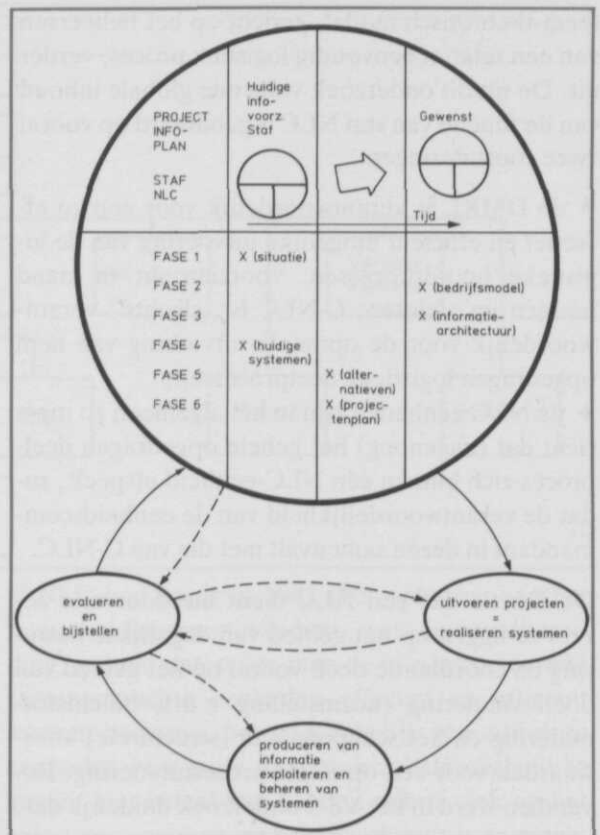 Huidige
info-
voorz.
Staf
PROJECT
INFO-
PLAN
STAF
NLC
Gewenst
Tijd
FASE 1 X (situatie)
FASE 2 X (bedrijfsmodel)
FASE 3 X (informatie-
architectuur)
FASE 4 X (huidige
systemen)
FASE 5 X (alter-
natieven)
FASE 6 X (projec-
tenplan)
evalueren
en
bijstellen
uitvoeren projecten
=
realiseren systemen
produceren van
informatie
exploiteren en
beheren van
systemen